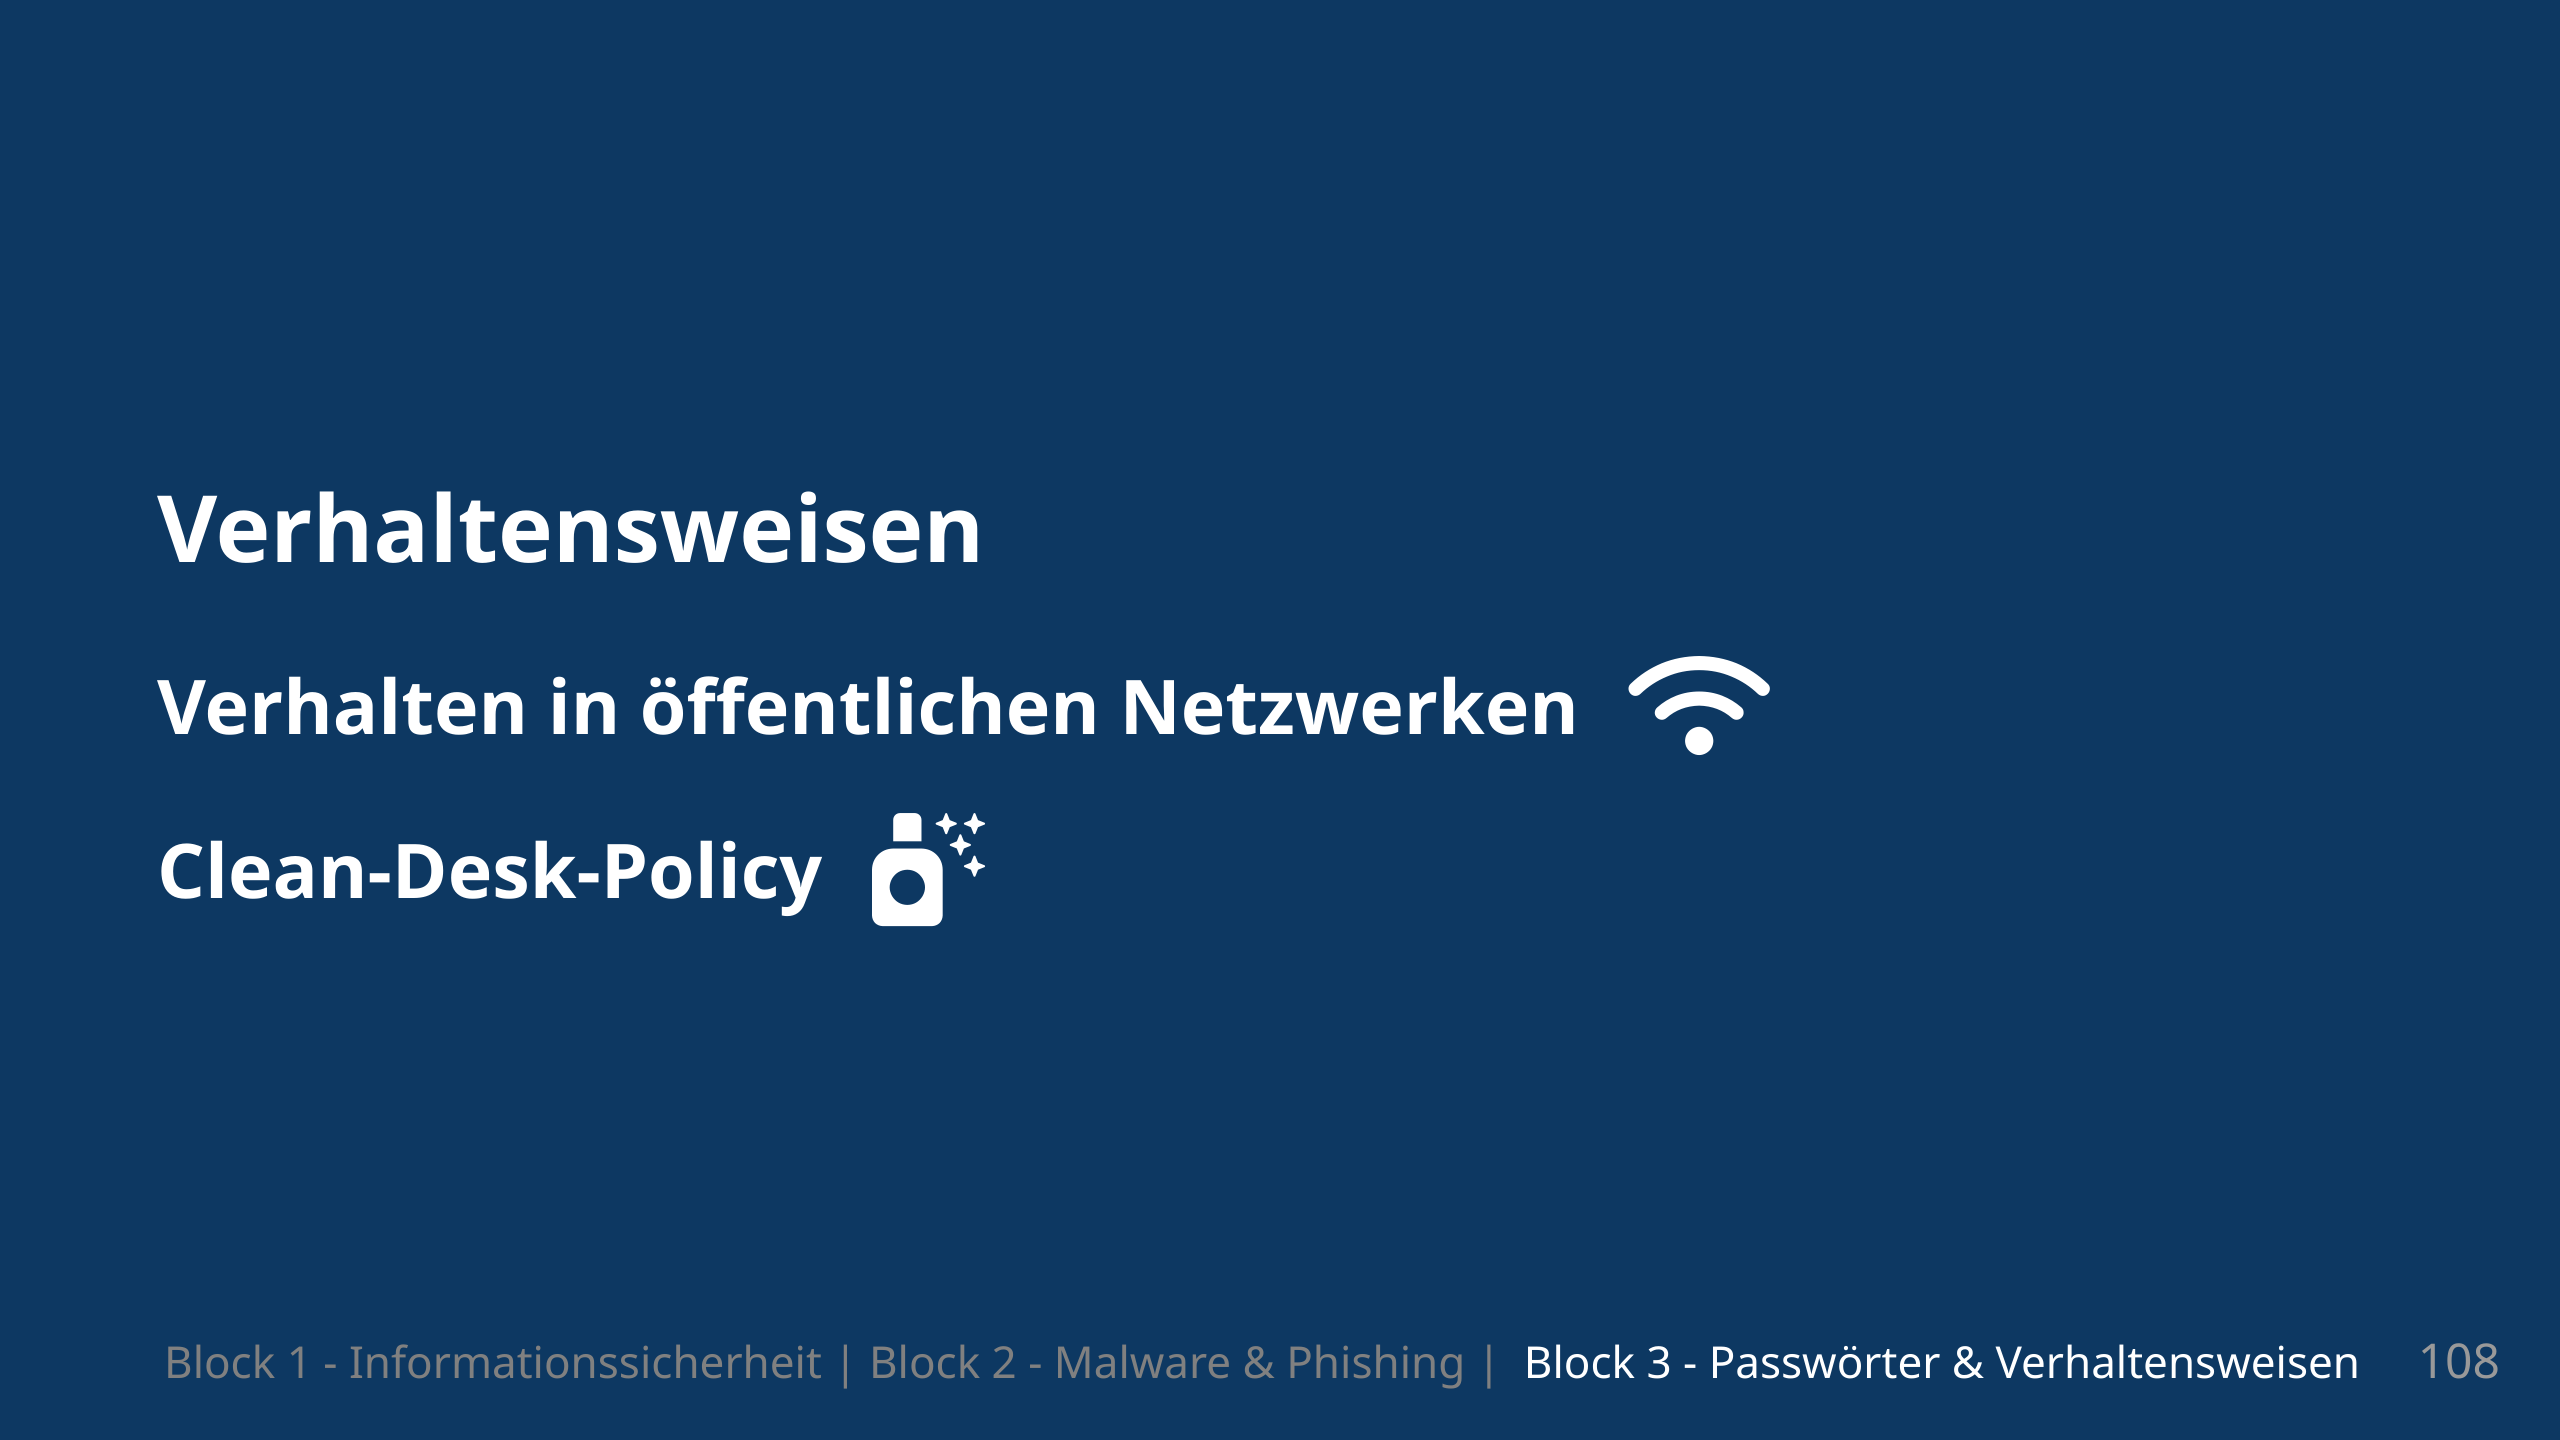 Verhaltensweisen
Verhalten in öffentlichen Netzwerken
Clean-Desk-Policy
Block 1 - Informationssicherheit | Block 2 - Malware & Phishing | Block 3 - Passwörter & Verhaltensweisen 108